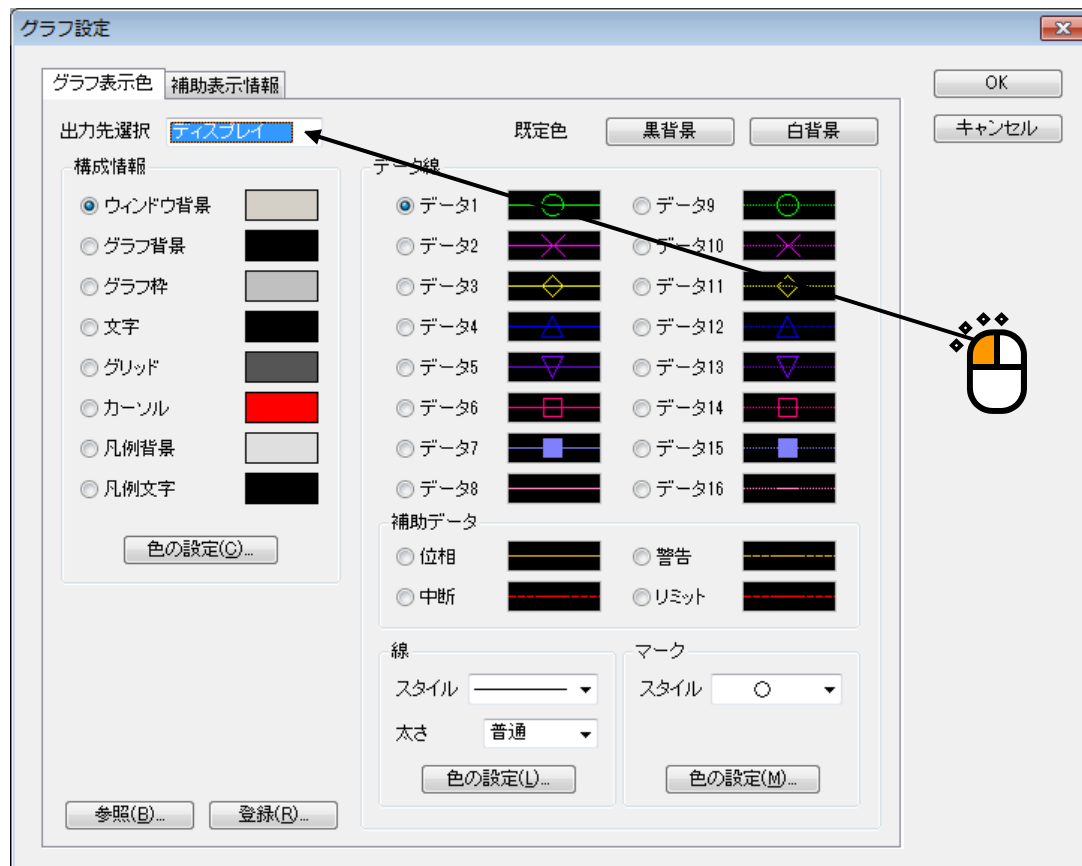 グラフ設定
グラフ表示色 補助表示情報
OK
出力先選択 ディスプレイ 既定色 黒背景 白背景
キャンセル
構成情報
ウィンドウ背景
グラフ背景
グラフ枠
文字
グリッド
カーソル
凡例背景
凡例文字
色の設定(C)...
データ線
データ1 データ9
データ2 データ10
データ3 データ11
データ4 データ12
データ5 データ13
データ6 データ14
データ7 データ15
データ8 データ16
補助データ
位相 警告
中断 リミット
線
スタイル
太さ 普通
色の設定(L)...
マーク
スタイル
色の設定(M)...
参照(B)... 登録(R)...